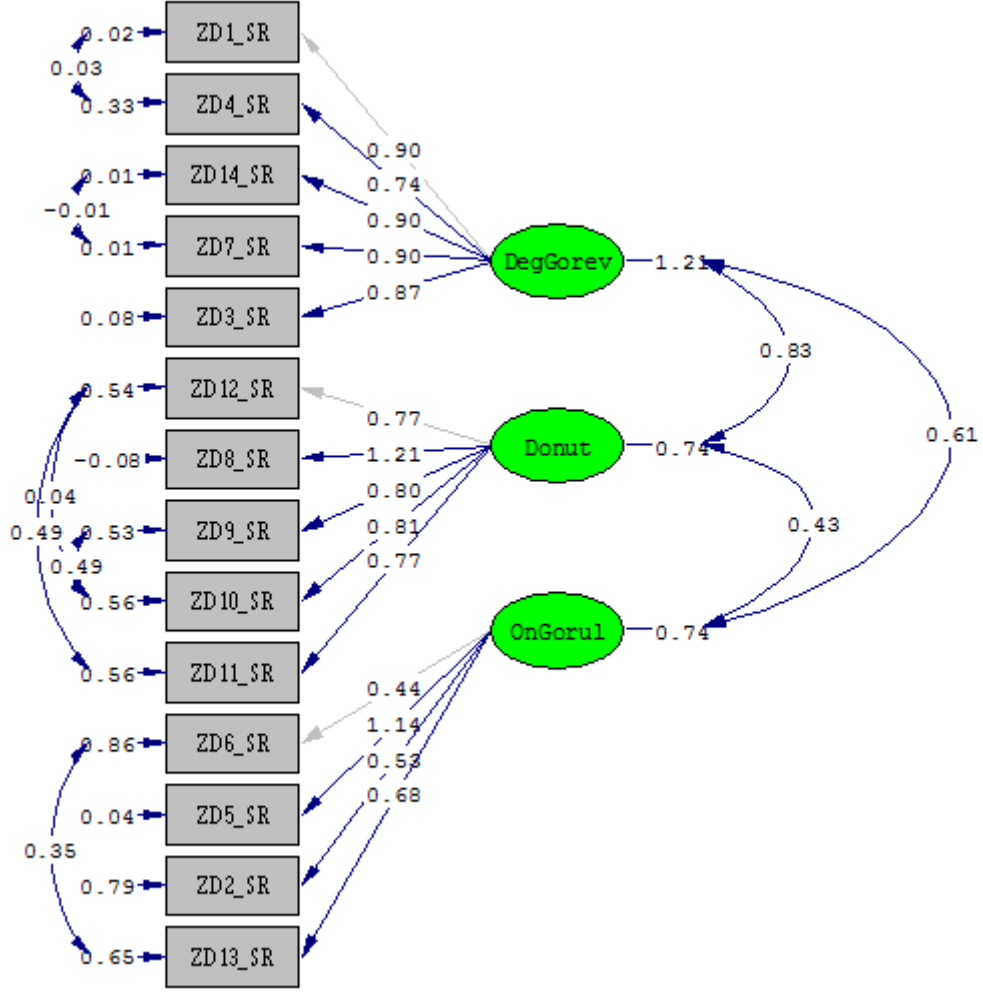 0.02 ZD1_SR
0.03
0.33 ZD4_SR
0.90
0.01 ZD14_SR 0.74
-0.01 0.90
0.01 ZD7_SR 0.90 DegGorev 1.21
0.87
0.08 ZD3_SR
0.83
0.54 ZD12_SR
0.77 0.61
-0.08 ZD8_SR 1.21 Donut 0.74
0.04 0.80
0.49 0.53 ZD9_SR 0.81 0.43
0.49 0.77
0.56 ZD10_SR
OnGorul 0.74
0.56 ZD11_SR
0.44
0.86 ZD6_SR 1.14
0.53
0.04 ZD5_SR 0.68
0.35
0.79 ZD2_SR
0.65 ZD13_SR